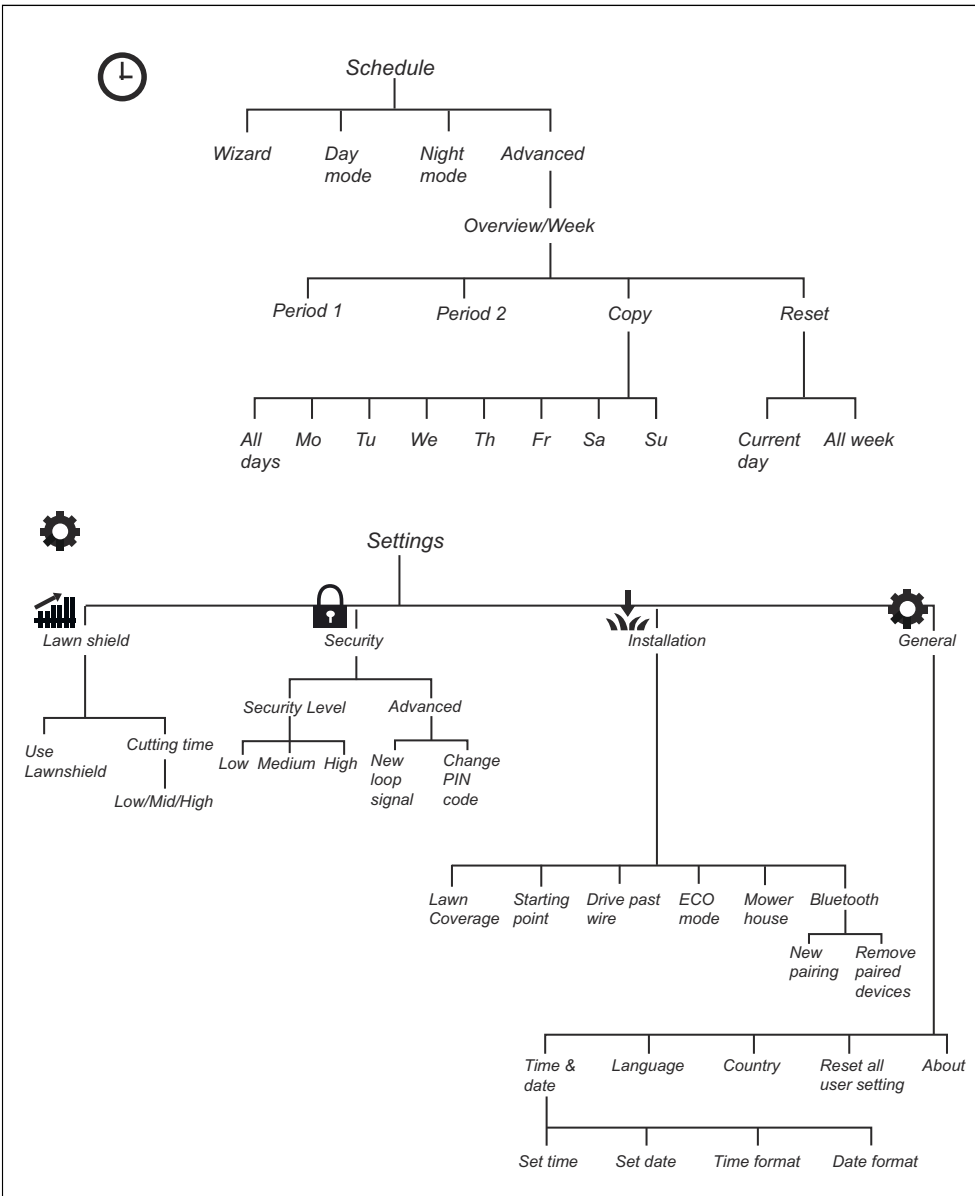 Schedule
Wizard
Day
mode
Night
mode
Advanced
Overview/Week
Period 1
Period 2
Copy
Reset
All
days
Mo
Tu
We
Th
Fr
Sa
Su
Current
day
All week
Settings
Lawn shield
Security
Installation
General
Use
Lawnshield
Cutting time
Low/Mid/High
Security Level
Advanced
Low
Medium
High
New
loop
signal
Change
PIN
code
Lawn
Coverage
Starting
point
Drive past
wire
ECO
mode
Mower
house
Bluetooth
New
pairing
Remove
paired
devices
Time &
date
Language
Country
Reset all
user setting
About
Set time
Set date
Time format
Date format